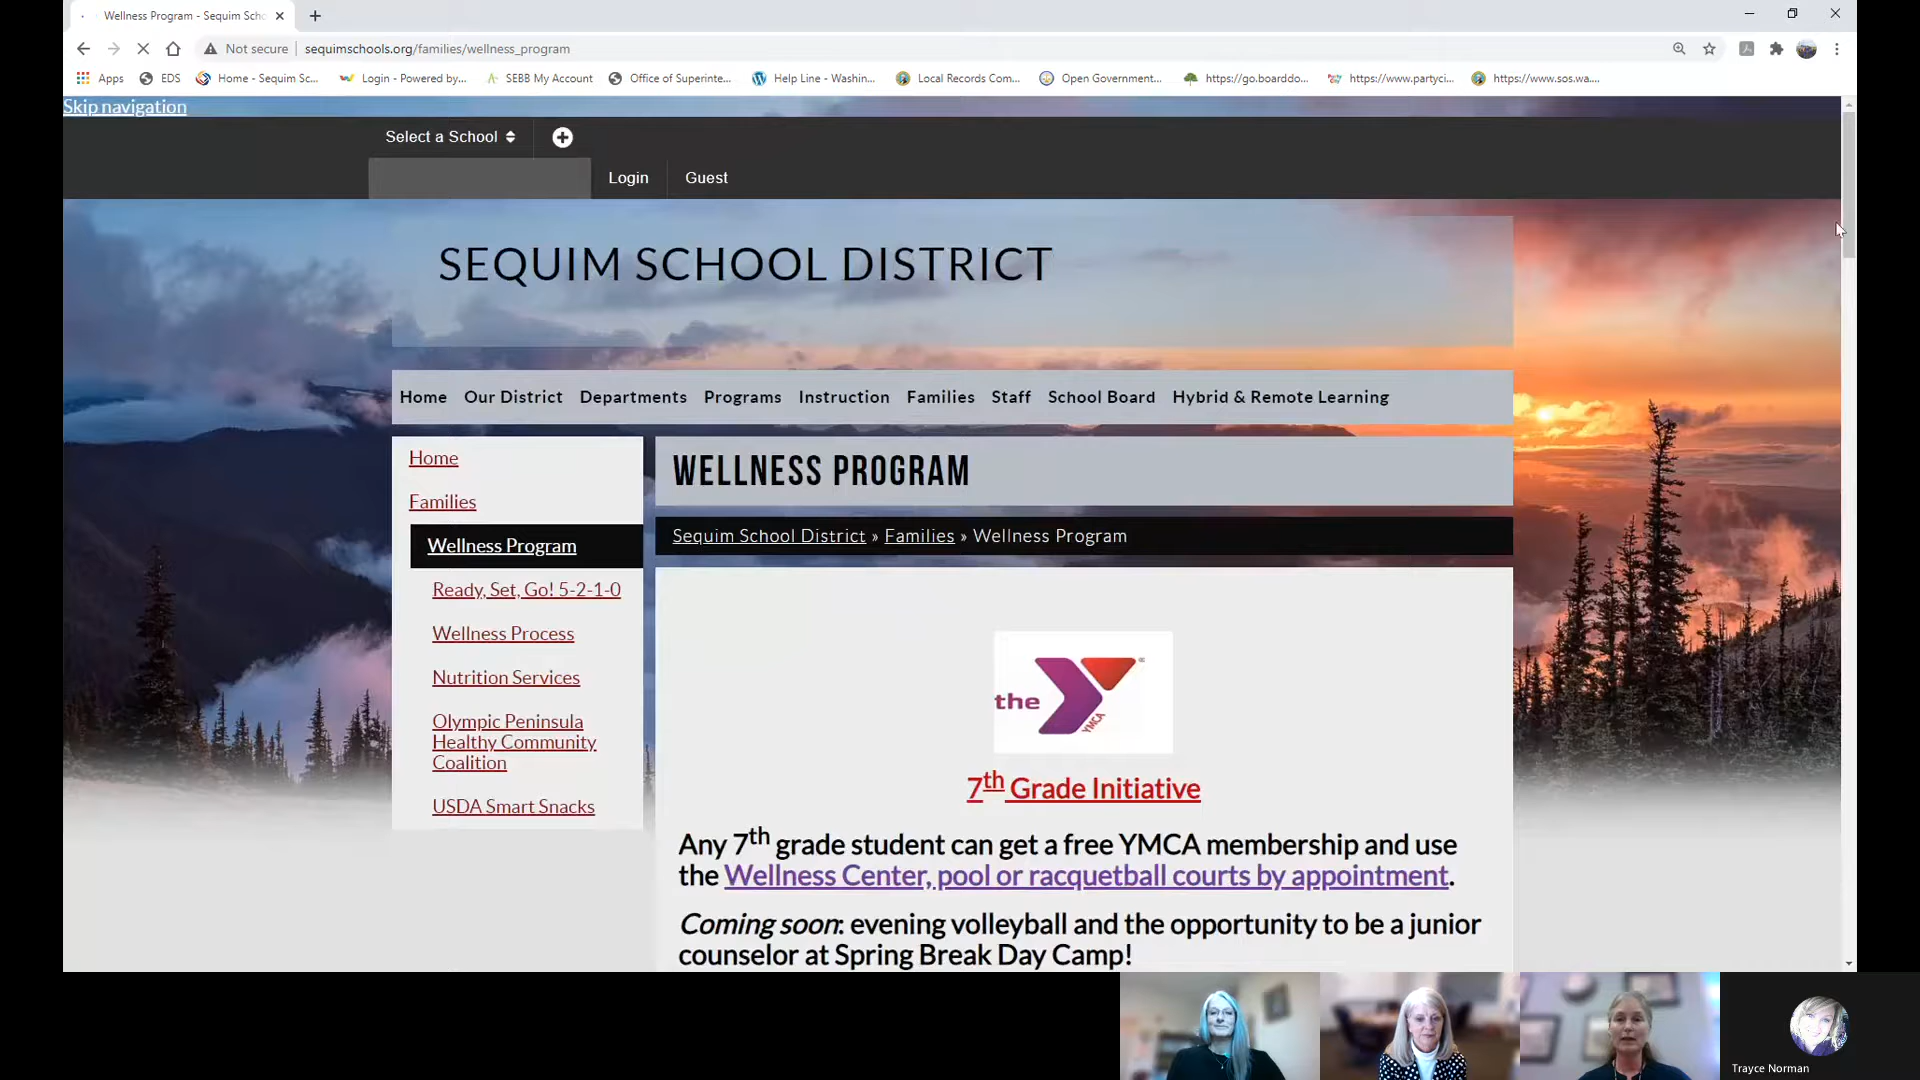 Wellness Program - Sequim Scho
Not secure | sequimschools.org/families/wellness_program
Apps EDS Home - Sequim Sc... Login - Powered by... SEBB My Account Office of Superinte... Help Line - Washin... Local Records Com... Open Government... https://go.boarddo... https://www.partyci... https://www.sos.wa....
Skip navigation
Select a School
Login Guest
SEQUIM SCHOOL DISTRICT
Home Our District Departments Programs Instruction Families Staff School Board Hybrid & Remote Learning
Home
Families
Wellness Program
Ready, Set, Go! 5-2-1-0
Wellness Process
Nutrition Services
Olympic Peninsula
Healthy Community
Coalition
USDA Smart Snacks
WELLNESS PROGRAM
Sequim School District » Families » Wellness Program
the YMCA
7th Grade Initiative
Any 7th grade student can get a free YMCA membership and use
the Wellness Center, pool or racquetball courts by appointment.
Coming soon: evening volleyball and the opportunity to be a junior
counselor at Spring Break Day Camp!
Trayce Norman